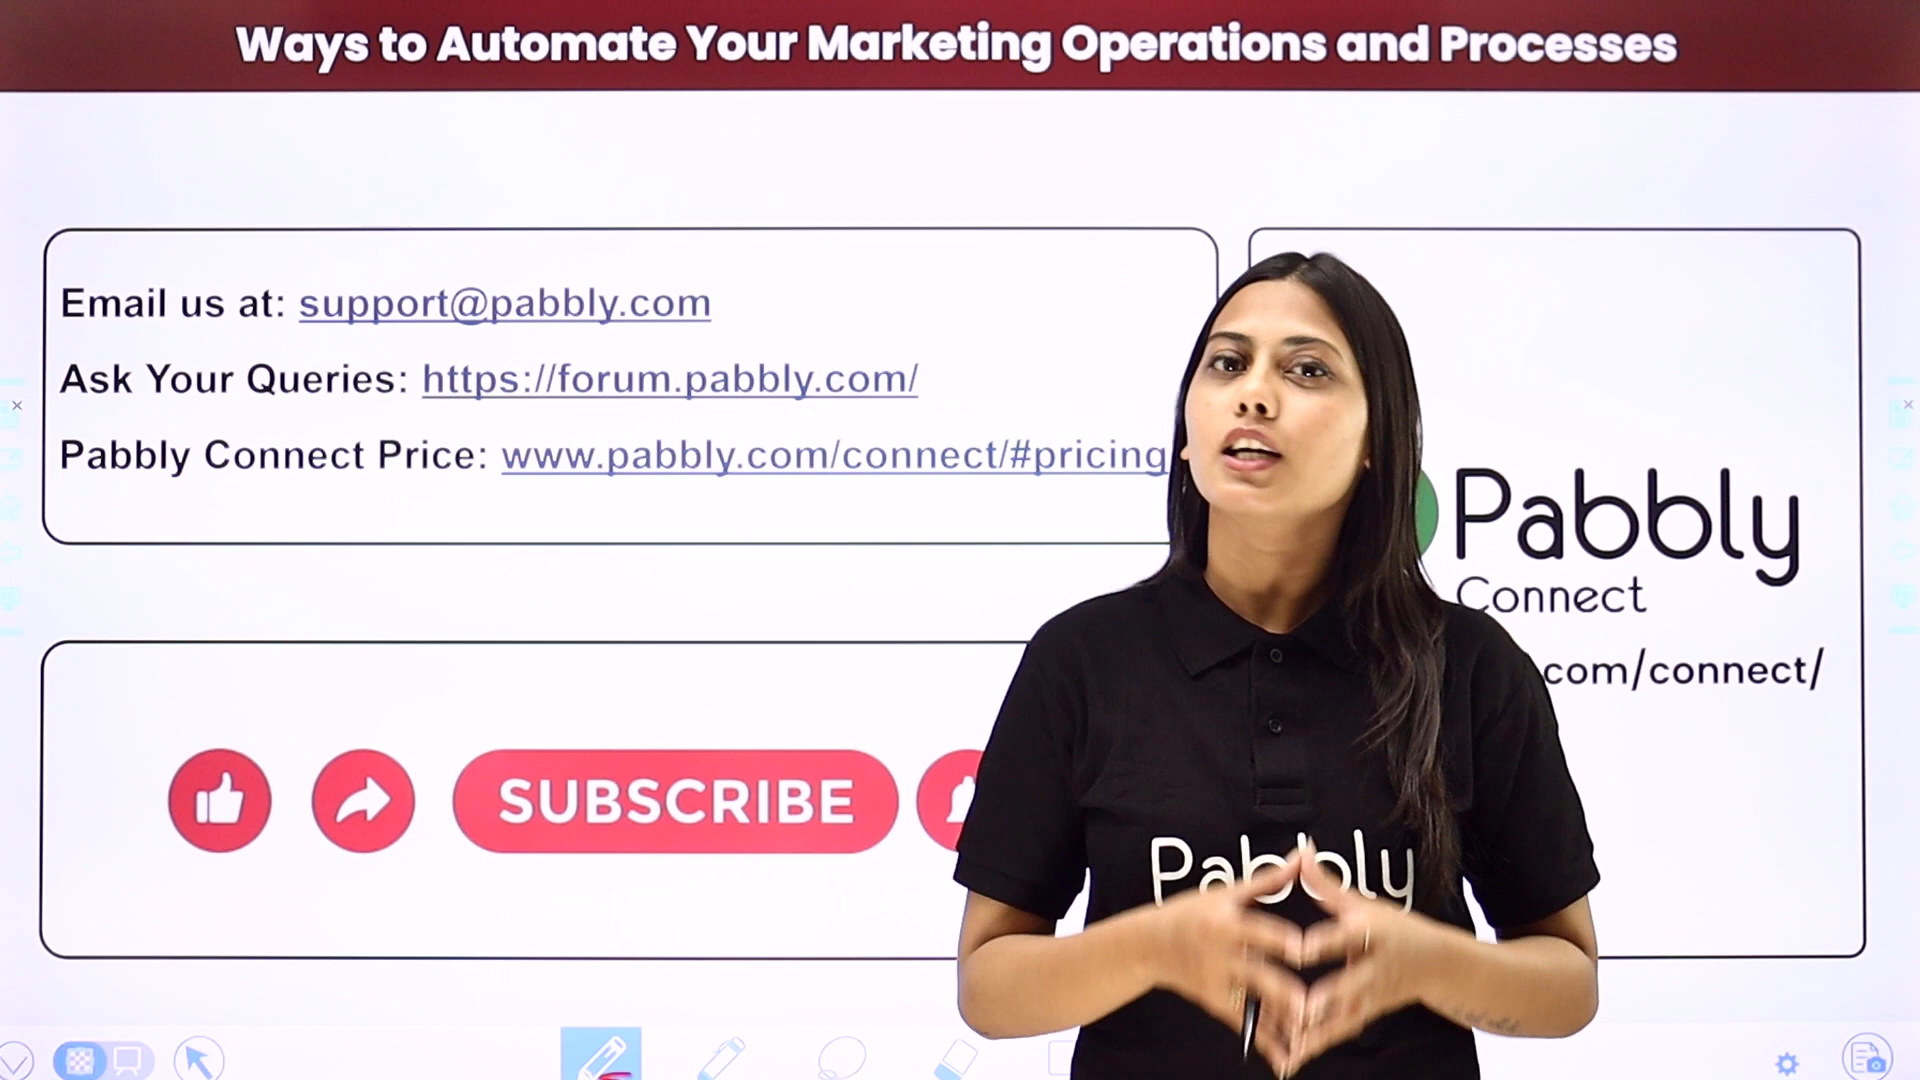 Ways to Automate Your Marketing Operations and Processes
Email us at: support@pabbly.com
Ask Your Queries: https://forum.pabbly.com/
Pabbly Connect Price: www.pabbly.com/connect/#pricing
Pabbly
Connect
.com/connect/
SUBSCRIBE
Pabbly